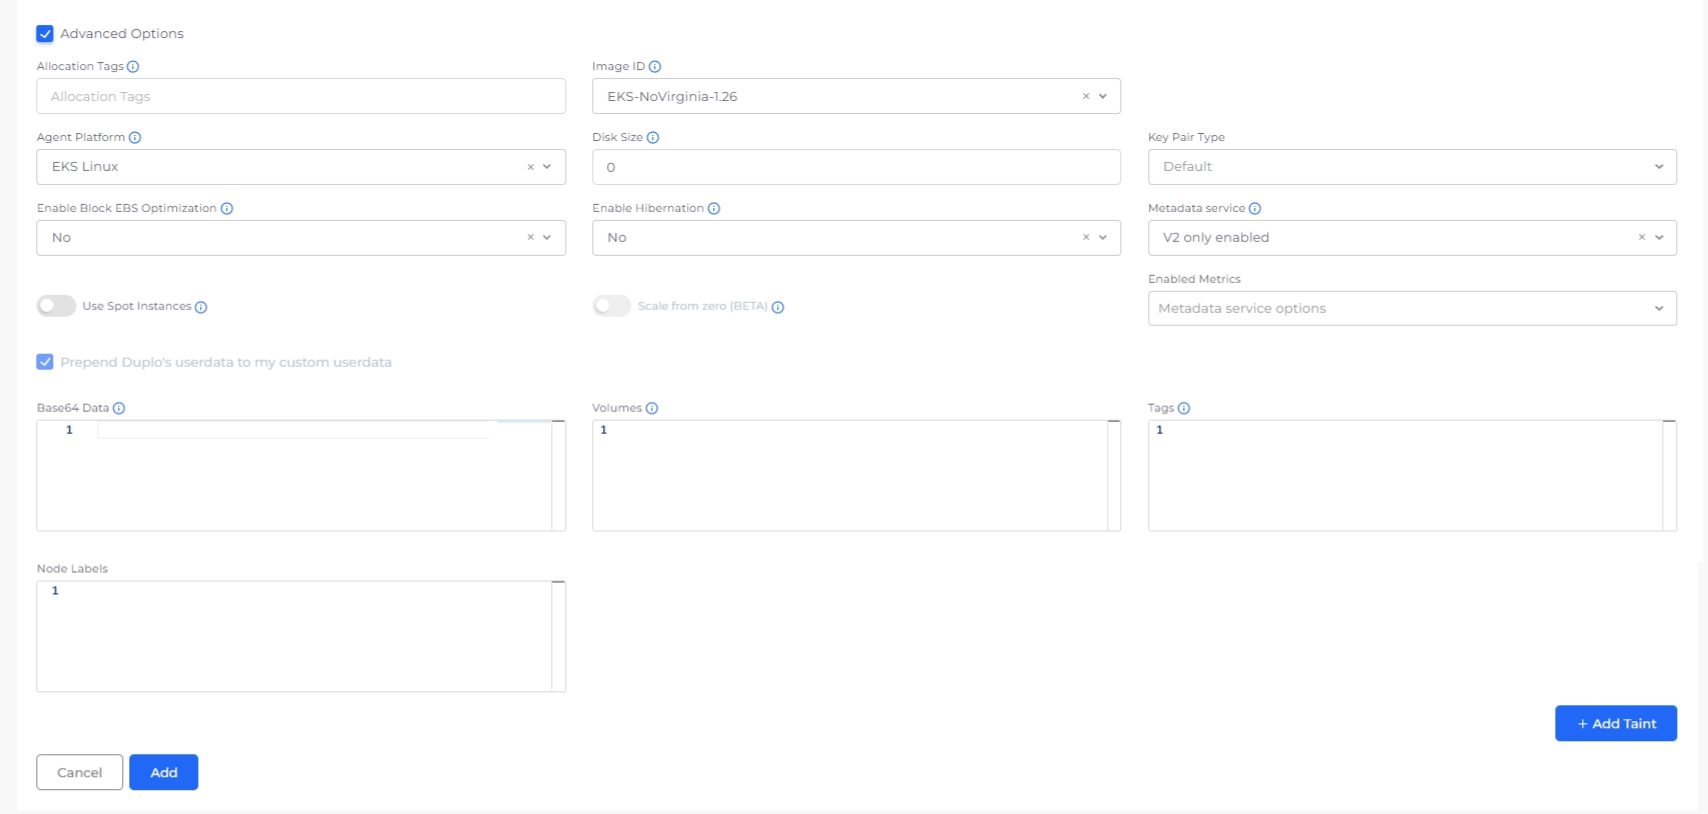 Advanced Options
Allocation Tags
Image ID
Allocation Tags
EKS-NoVirginia-1.26
Agent Platform
Disk Size
Key Pair Type
EKS Linux
0
Default
Enable Block EBS Optimization
Enable Hibernation
Metadata service
No
No
V2 only enabled
Enabled Metrics
Use Spot Instances
Scale from zero (BETA)
Metadata service options
Prepend Duplo's userdata to my custom userdata
Base64 Data
Volumes
Tags
1
1
1
Node Labels
1
+ Add Taint
Cancel
Add